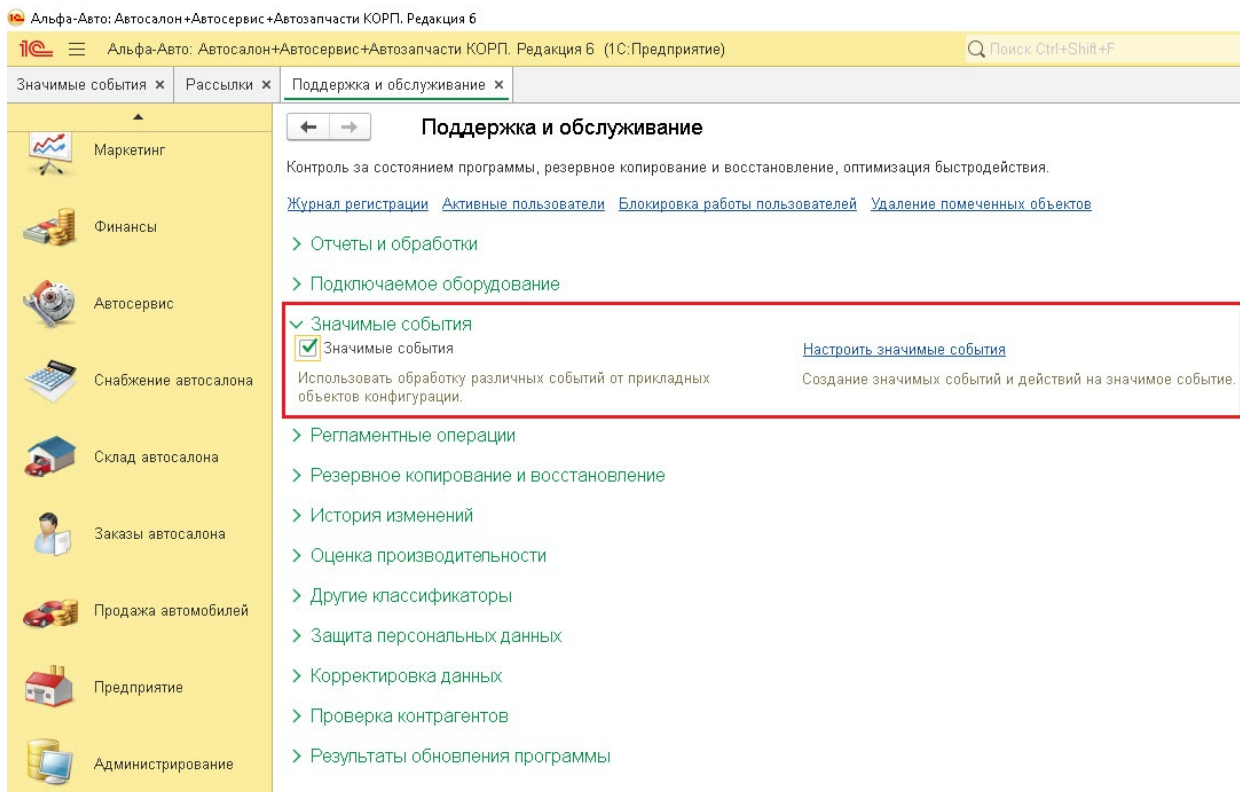 Альфа-Авто: Автосалон+Автосервис+Автозапчасти КОРП. Редакция 6
1С Альфа-Авто: Автосалон+Автосервис+Автозапчасти КОРП. Редакция 6 (1С:Предприятие) Поиск Ctrl+Shift+F
Значимые события × Рассылки × Поддержка и обслуживание ×
Маркетинг
Финансы
Автосервис
Снабжение автосалона
Склад автосалона
Заказы автосалона
Продажа автомобилей
Предприятие
Администрирование
Поддержка и обслуживание
Контроль за состоянием программы, резервное копирование и восстановление, оптимизация быстродействия.
Журнал регистрации Активные пользователи Блокировка работы пользователей Удаление помеченных объектов
Отчеты и обработки
Подключаемое оборудование
Значимые события
Значимые события Настроить значимые события
Использовать обработку различных событий от прикладных Создание значимых событий и действий на значимое событие.
объектов конфигурации.
Регламентные операции
Резервное копирование и восстановление
История изменений
Оценка производительности
Другие классификаторы
Защита персональных данных
Корректировка данных
Проверка контрагентов
Результаты обновления программы